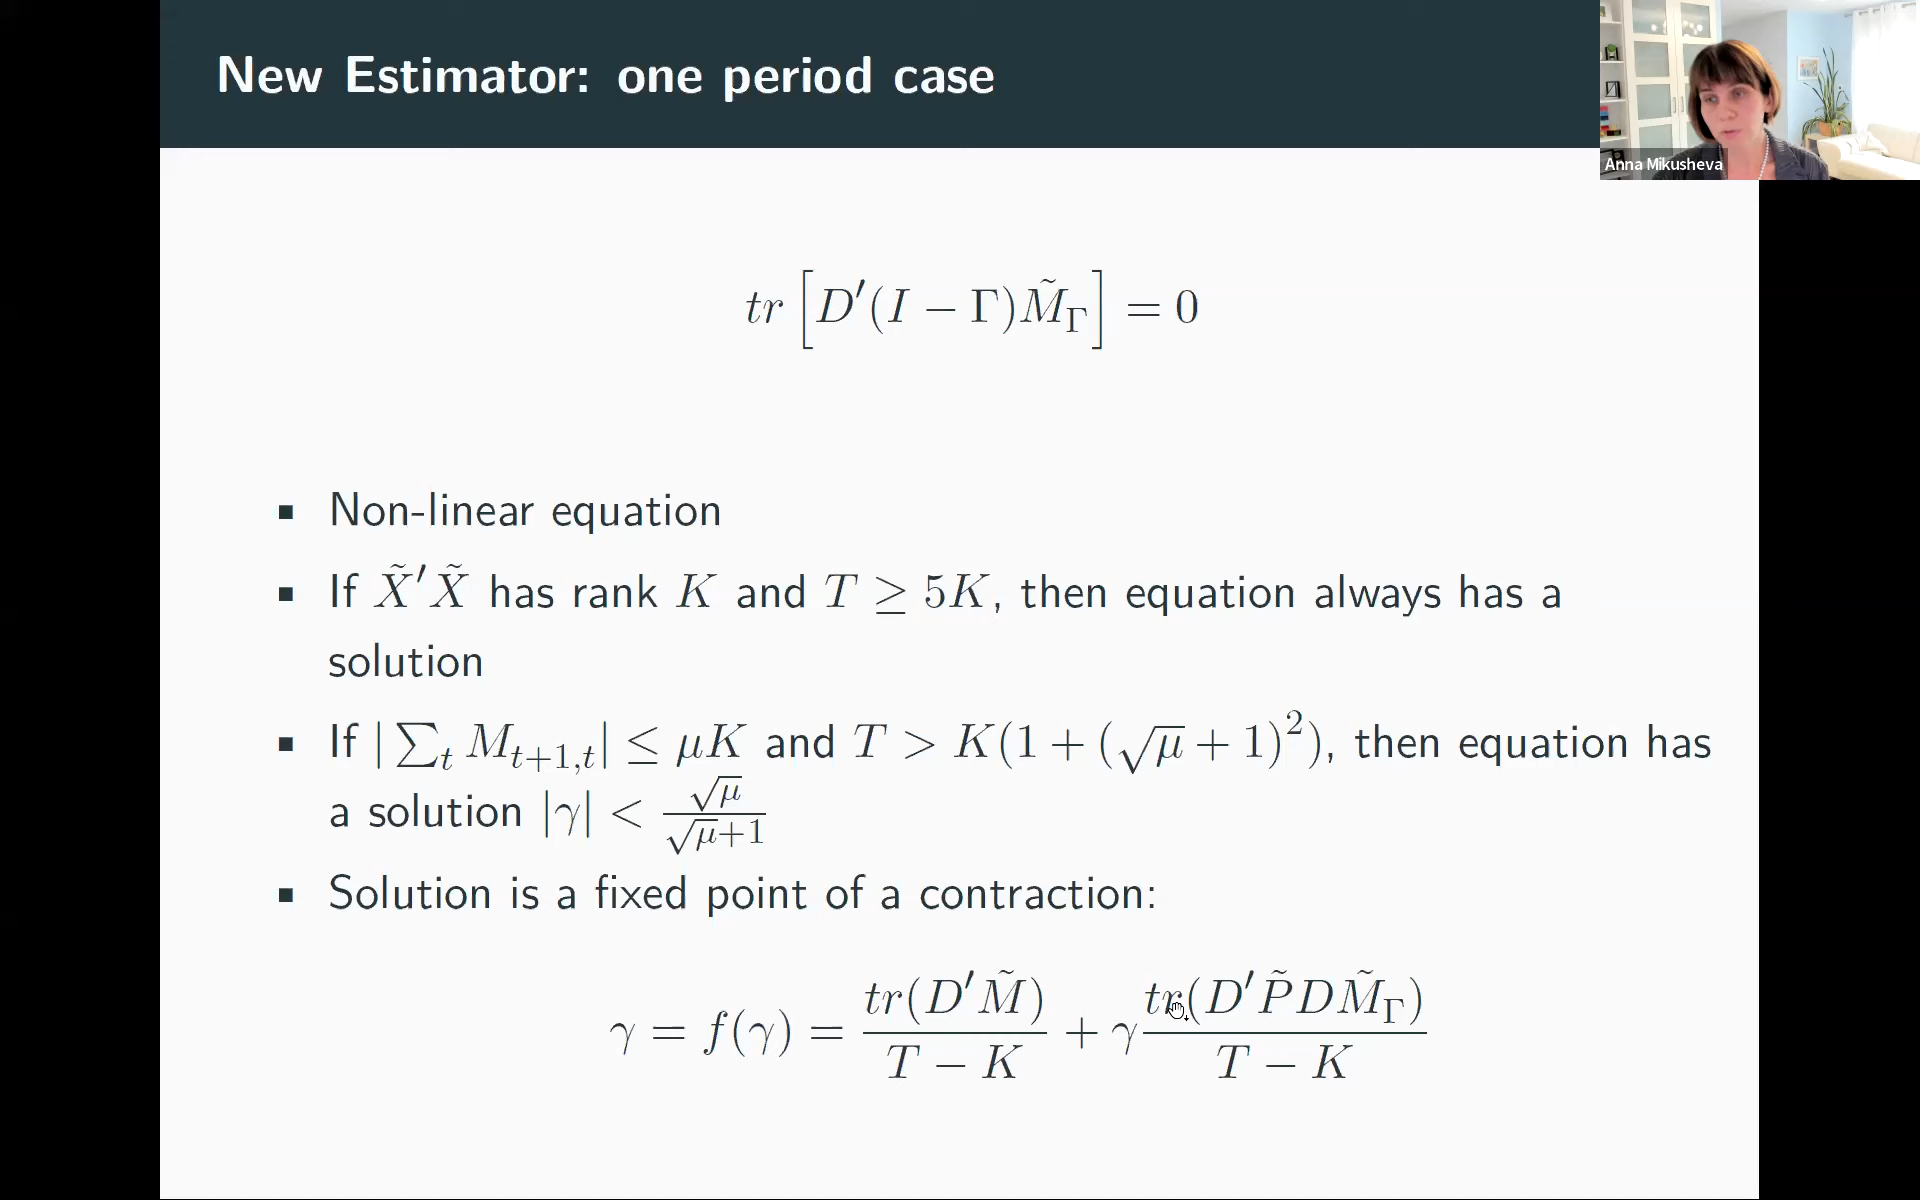 New Estimator: one period case
Anna Mikusheva
tr [D′(I − Γ)M̃_Γ] = 0
▪ Non-linear equation
▪ If X̃′X̃ has rank K and T ≥ 5K, then equation always has a
solution
▪ If |∑_t M_{t+1,t}| ≤ μK and T > K(1 + (√μ + 1)²), then equation has
a solution |γ| < √μ/(√μ+1)
▪ Solution is a fixed point of a contraction:
γ = f(γ) = tr(D′M̃)/(T − K) + γ tr(D′P̃DM̃_Γ)/(T − K)